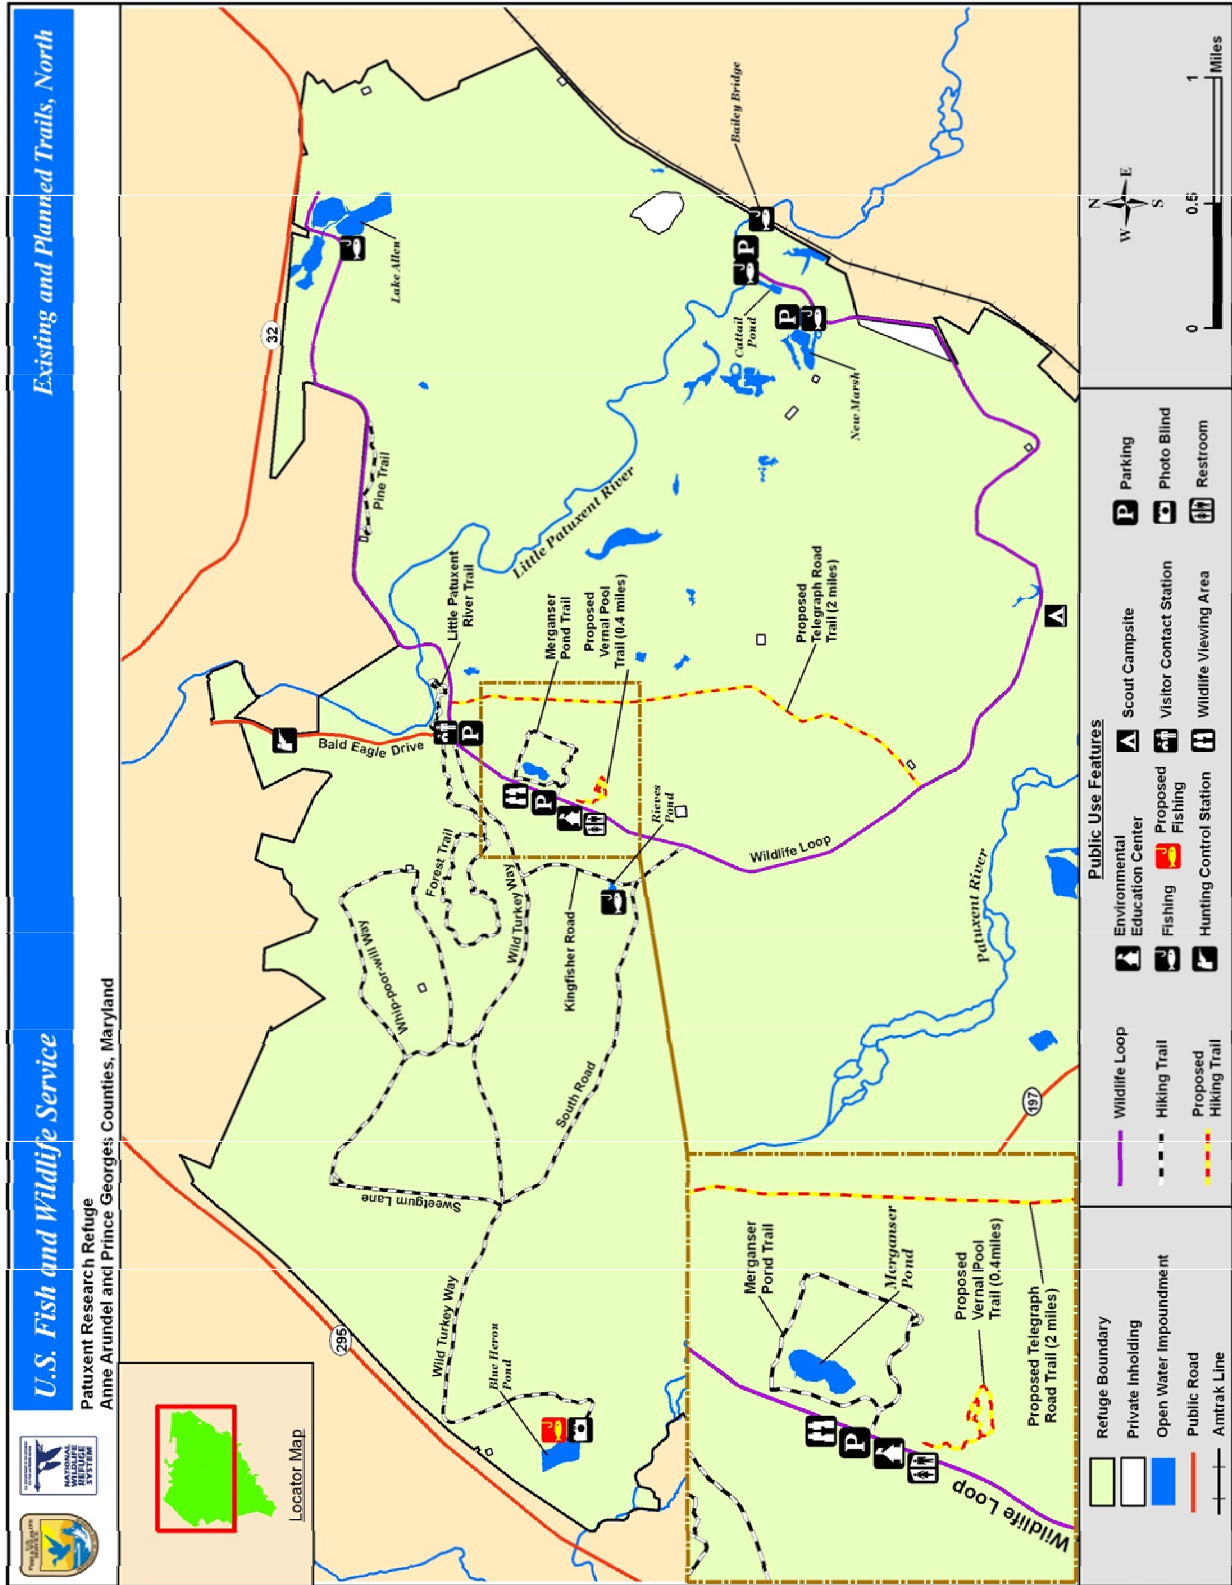 U.S. Fish and Wildlife Service
Existing and Planned Trails, North
Patuxent Research Refuge
Anne Arundel and Prince Georges Counties, Maryland
NATIONAL
WILDLIFE
REFUGE
SYSTEM
Locator Map
295
32
197
Lake Allen
Pine Trail
Bald Eagle Drive
Little Patuxent
River Trail
Little Patuxent River
Bailey Bridge
Cattail
Pond
New Marsh
Merganser
Pond Trail
Proposed
Vernal Pool
Trail (0.4 miles)
Proposed
Telegraph Road
Trail (2 miles)
Whip-poor-will Way
Forest Trail
Wild Turkey Way
Kingfisher Road
Rieves
Pond
Wildlife Loop
Sweetgum Lane
South Road
Wild Turkey Way
Blue Heron
Pond
Patuxent River
Merganser
Pond Trail
Merganser
Pond
Proposed
Vernal Pool
Trail (0.4miles)
Proposed Telegraph
Road Trail (2 miles)
Wildlife Loop
Refuge Boundary
Private Inholding
Open Water Impoundment
Public Road
Amtrak Line
Wildlife Loop
Hiking Trail
Proposed
Hiking Trail
Public Use Features
Environmental
Education Center
Fishing
Proposed
Fishing
Hunting Control Station
Scout Campsite
Visitor Contact Station
Wildlife Viewing Area
P Parking
Photo Blind
Restroom
N
W E
S
0 0.5 1
Miles
P
P
P
P
P